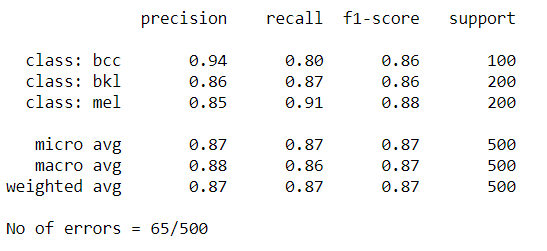 precision recall f1-score support
class: bcc 0.94 0.80 0.86 100
class: bkl 0.86 0.87 0.86 200
class: mel 0.85 0.91 0.88 200
micro avg 0.87 0.87 0.87 500
macro avg 0.88 0.86 0.87 500
weighted avg 0.87 0.87 0.87 500
No of errors = 65/500